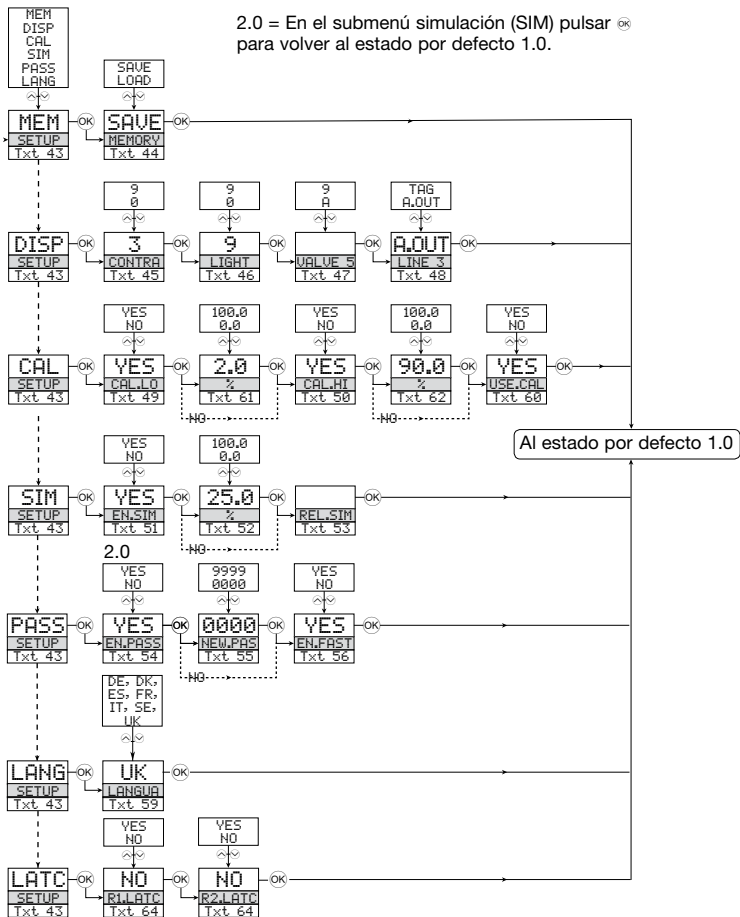 2.0 = En el submenú simulación (SIM) pulsar OK
para volver al estado por defecto 1.0.
MEM
DISP
CAL
SIM
PASS
LANG
SAVE
LOAD
MEM OK SAVE OK
SETUP MEMORY
Txt 43 Txt 44
9 9 9 TAG
0 0 A A.OUT
DISP OK 3 OK 9 OK OK A.OUT OK
SETUP CONTRA LIGHT VALVE 5 LINE 3
Txt 43 Txt 45 Txt 46 Txt 47 Txt 48
YES 100.0 YES 100.0 YES
NO 0.0 NO 0.0 NO
CAL OK YES OK 2.0 OK YES OK 90.0 OK YES OK
SETUP CAL.LO % CAL.HI % USE.CAL
Txt 43 Txt 49 Txt 61 Txt 50 Txt 62 Txt 60
NO NO
Al estado por defecto 1.0
YES 100.0
NO 0.0
SIM OK YES OK 25.0 OK OK
SETUP EN.SIM % REL.SIM
Txt 43 Txt 51 Txt 52 Txt 53
NO
2.0
YES 9999 YES
NO 0000 NO
PASS OK YES OK 0000 OK YES OK
SETUP EN.PASS NEW.PAS EN.FAST
Txt 43 Txt 54 Txt 55 Txt 56
NO
DE, DK,
ES, FR,
IT, SE,
UK
LANG OK UK OK
SETUP LANGUA
Txt 43 Txt 59
YES YES
NO NO
LATC OK NO OK NO OK
SETUP R1.LATC R2.LATC
Txt 43 Txt 64 Txt 64